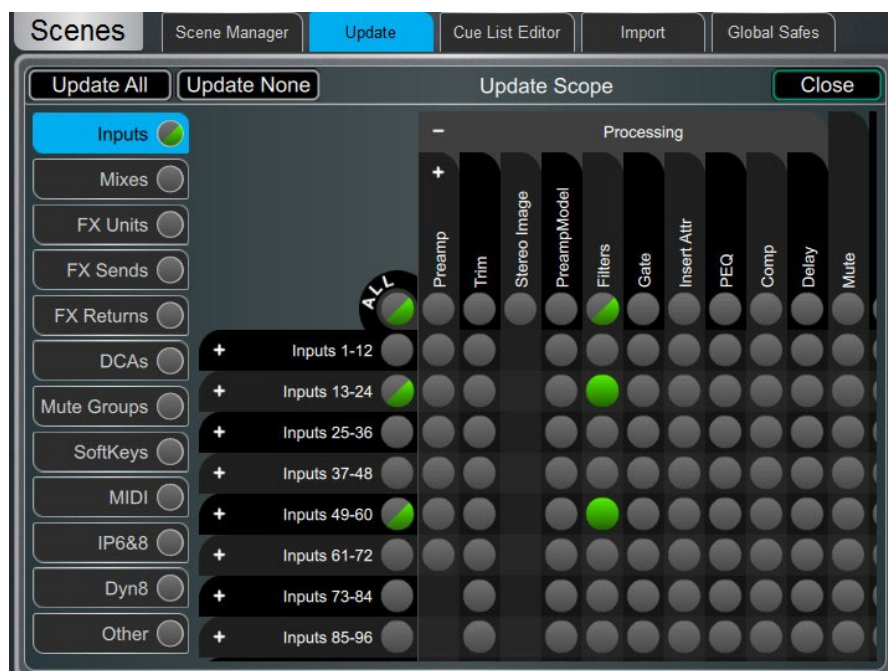 Scenes
Scene Manager
Update
Cue List Editor
Import
Global Safes
Update All
Update None
Update Scope
Close
Inputs
Mixes
FX Units
FX Sends
FX Returns
DCAs
Mute Groups
SoftKeys
MIDI
IP6&8
Dyn8
Other
- Processing
+
Preamp
Trim
Stereo Image
PreampModel
Filters
Gate
Insert Attr
PEQ
Comp
Delay
Mute
ALL
+ Inputs 1-12
+ Inputs 13-24
+ Inputs 25-36
+ Inputs 37-48
+ Inputs 49-60
+ Inputs 61-72
+ Inputs 73-84
+ Inputs 85-96